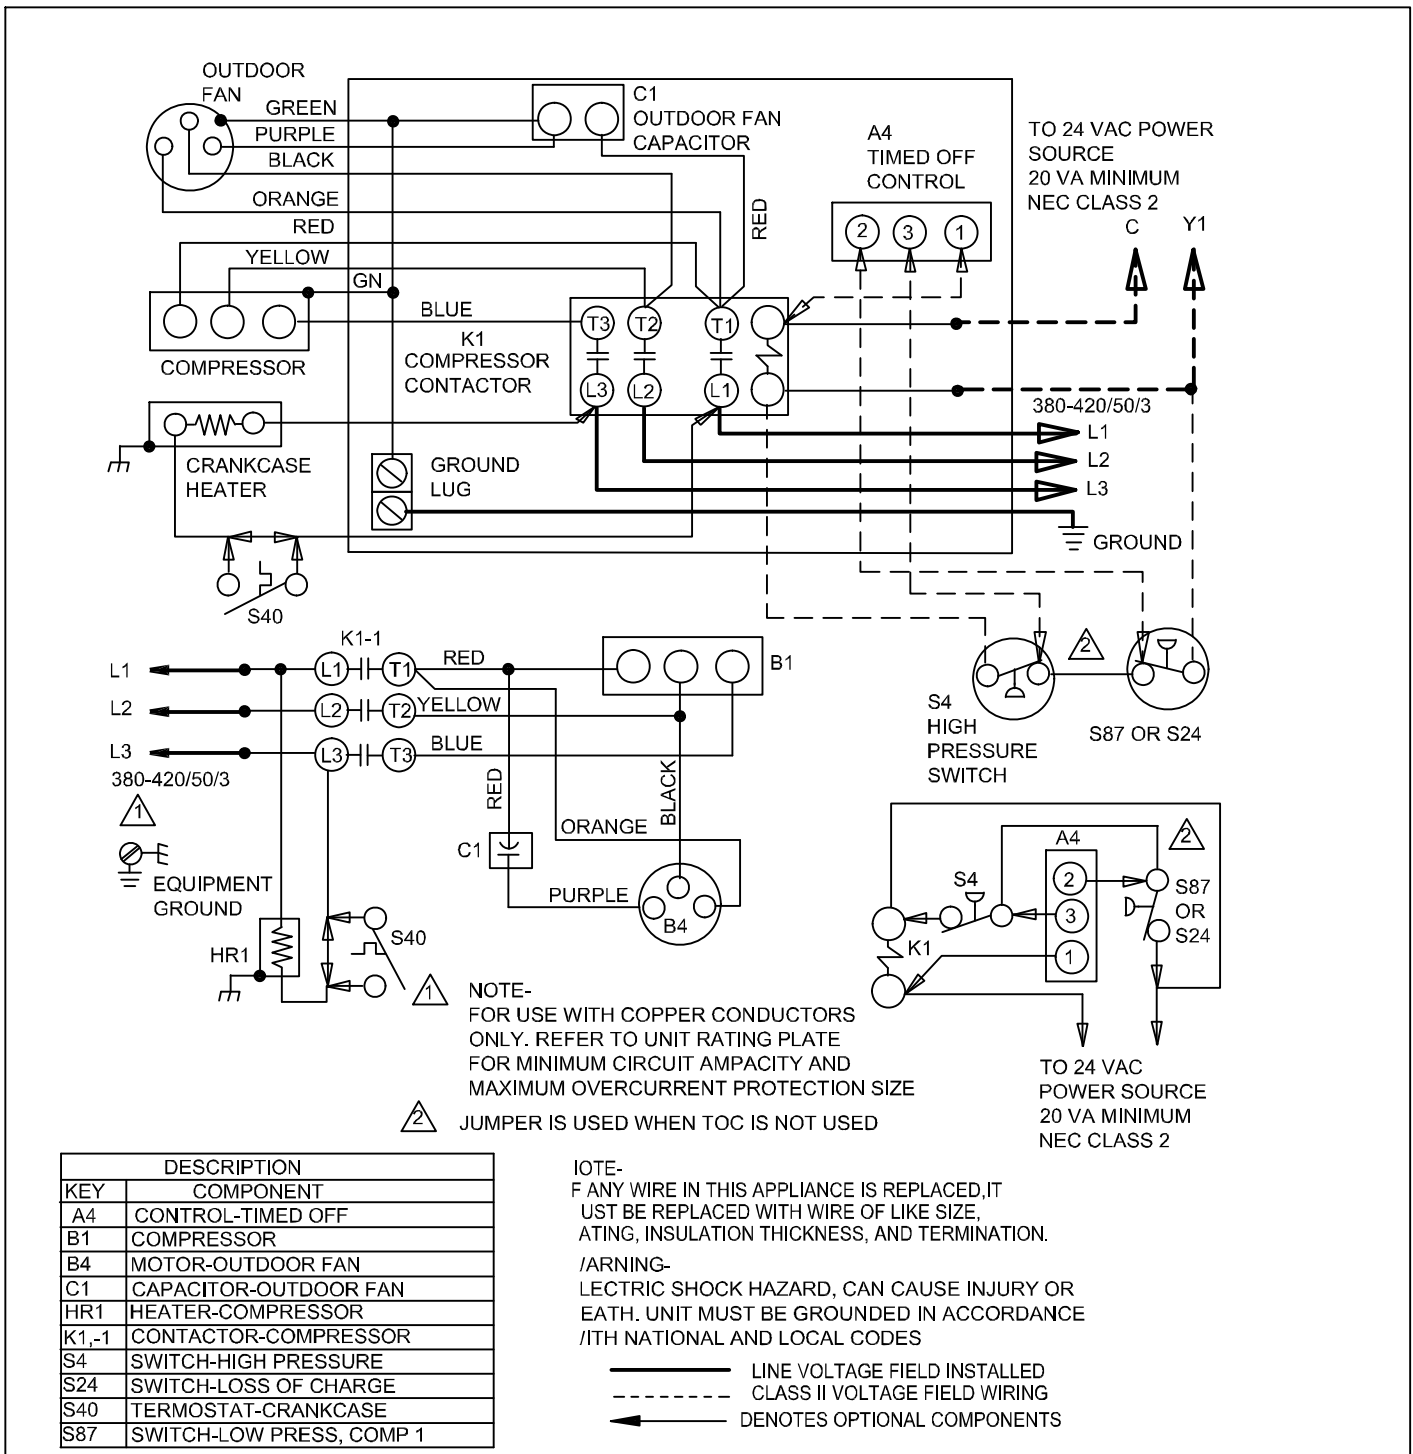 OUTDOOR
FAN
GREEN
PURPLE
BLACK
ORANGE
RED
YELLOW
GN
BLUE
COMPRESSOR
K1
COMPRESSOR
CONTACTOR
C1
OUTDOOR FAN
CAPACITOR
RED
A4
TIMED OFF
CONTROL
2
3
1
TO 24 VAC POWER
SOURCE
20 VA MINIMUM
NEC CLASS 2
C
Y1
T3
T2
T1
L3
L2
L1
380-420/50/3
L1
L2
L3
GROUND
CRANKCASE
HEATER
GROUND
LUG
S40
K1-1
L1
L1
T1
RED
B1
L2
L2
T2
YELLOW
L3
L3
T3
BLUE
380-420/50/3
1
EQUIPMENT
GROUND
RED
BLACK
ORANGE
C1
PURPLE
B4
HR1
S40
2
S4
HIGH
PRESSURE
SWITCH
S87 OR S24
A4
2
2
3
1
S4
K1
S87
OR
S24
TO 24 VAC
POWER SOURCE
20 VA MINIMUM
NEC CLASS 2
1
NOTE-
FOR USE WITH COPPER CONDUCTORS
ONLY. REFER TO UNIT RATING PLATE
FOR MINIMUM CIRCUIT AMPACITY AND
MAXIMUM OVERCURRENT PROTECTION SIZE
2 JUMPER IS USED WHEN TOC IS NOT USED
DESCRIPTION
KEY COMPONENT
A4 CONTROL-TIMED OFF
B1 COMPRESSOR
B4 MOTOR-OUTDOOR FAN
C1 CAPACITOR-OUTDOOR FAN
HR1 HEATER-COMPRESSOR
K1,-1 CONTACTOR-COMPRESSOR
S4 SWITCH-HIGH PRESSURE
S24 SWITCH-LOSS OF CHARGE
S40 TERMOSTAT-CRANKCASE
S87 SWITCH-LOW PRESS, COMP 1
IOTE-
F ANY WIRE IN THIS APPLIANCE IS REPLACED,IT
UST BE REPLACED WITH WIRE OF LIKE SIZE,
ATING, INSULATION THICKNESS, AND TERMINATION.
/ARNING-
LECTRIC SHOCK HAZARD, CAN CAUSE INJURY OR
EATH. UNIT MUST BE GROUNDED IN ACCORDANCE
/ITH NATIONAL AND LOCAL CODES
LINE VOLTAGE FIELD INSTALLED
CLASS II VOLTAGE FIELD WIRING
DENOTES OPTIONAL COMPONENTS